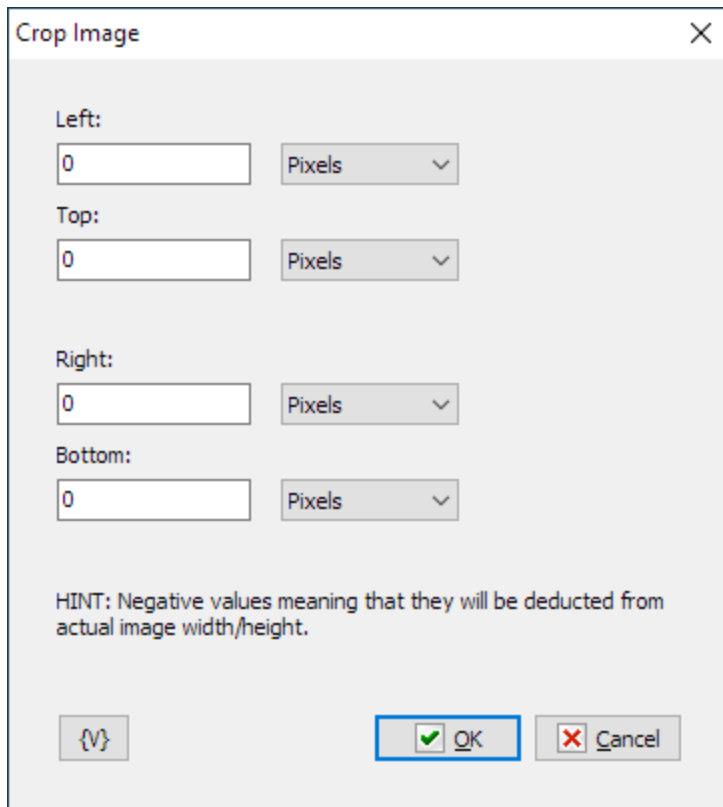 Crop Image
Left:
0 Pixels
Top:
0 Pixels
Right:
0 Pixels
Bottom:
0 Pixels
HINT: Negative values meaning that they will be deducted from
actual image width/height.
{V} OK Cancel